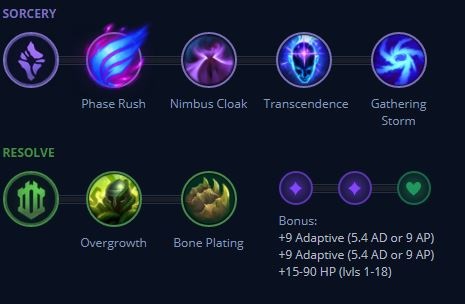 SORCERY
Phase Rush
Nimbus Cloak
Transcendence
Gathering
Storm
RESOLVE
Overgrowth
Bone Plating
Bonus:
+9 Adaptive (5.4 AD or 9 AP)
+9 Adaptive (5.4 AD or 9 AP)
+15-90 HP (lvls 1-18)